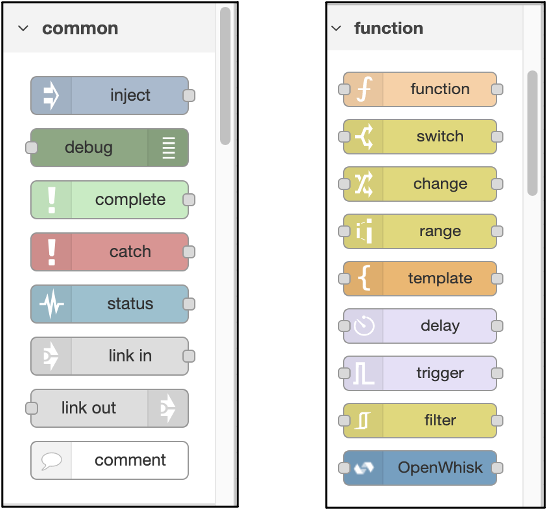 common
inject
debug
complete
catch
status
link in
link out
comment
function
function
switch
change
range
template
delay
trigger
filter
OpenWhisk